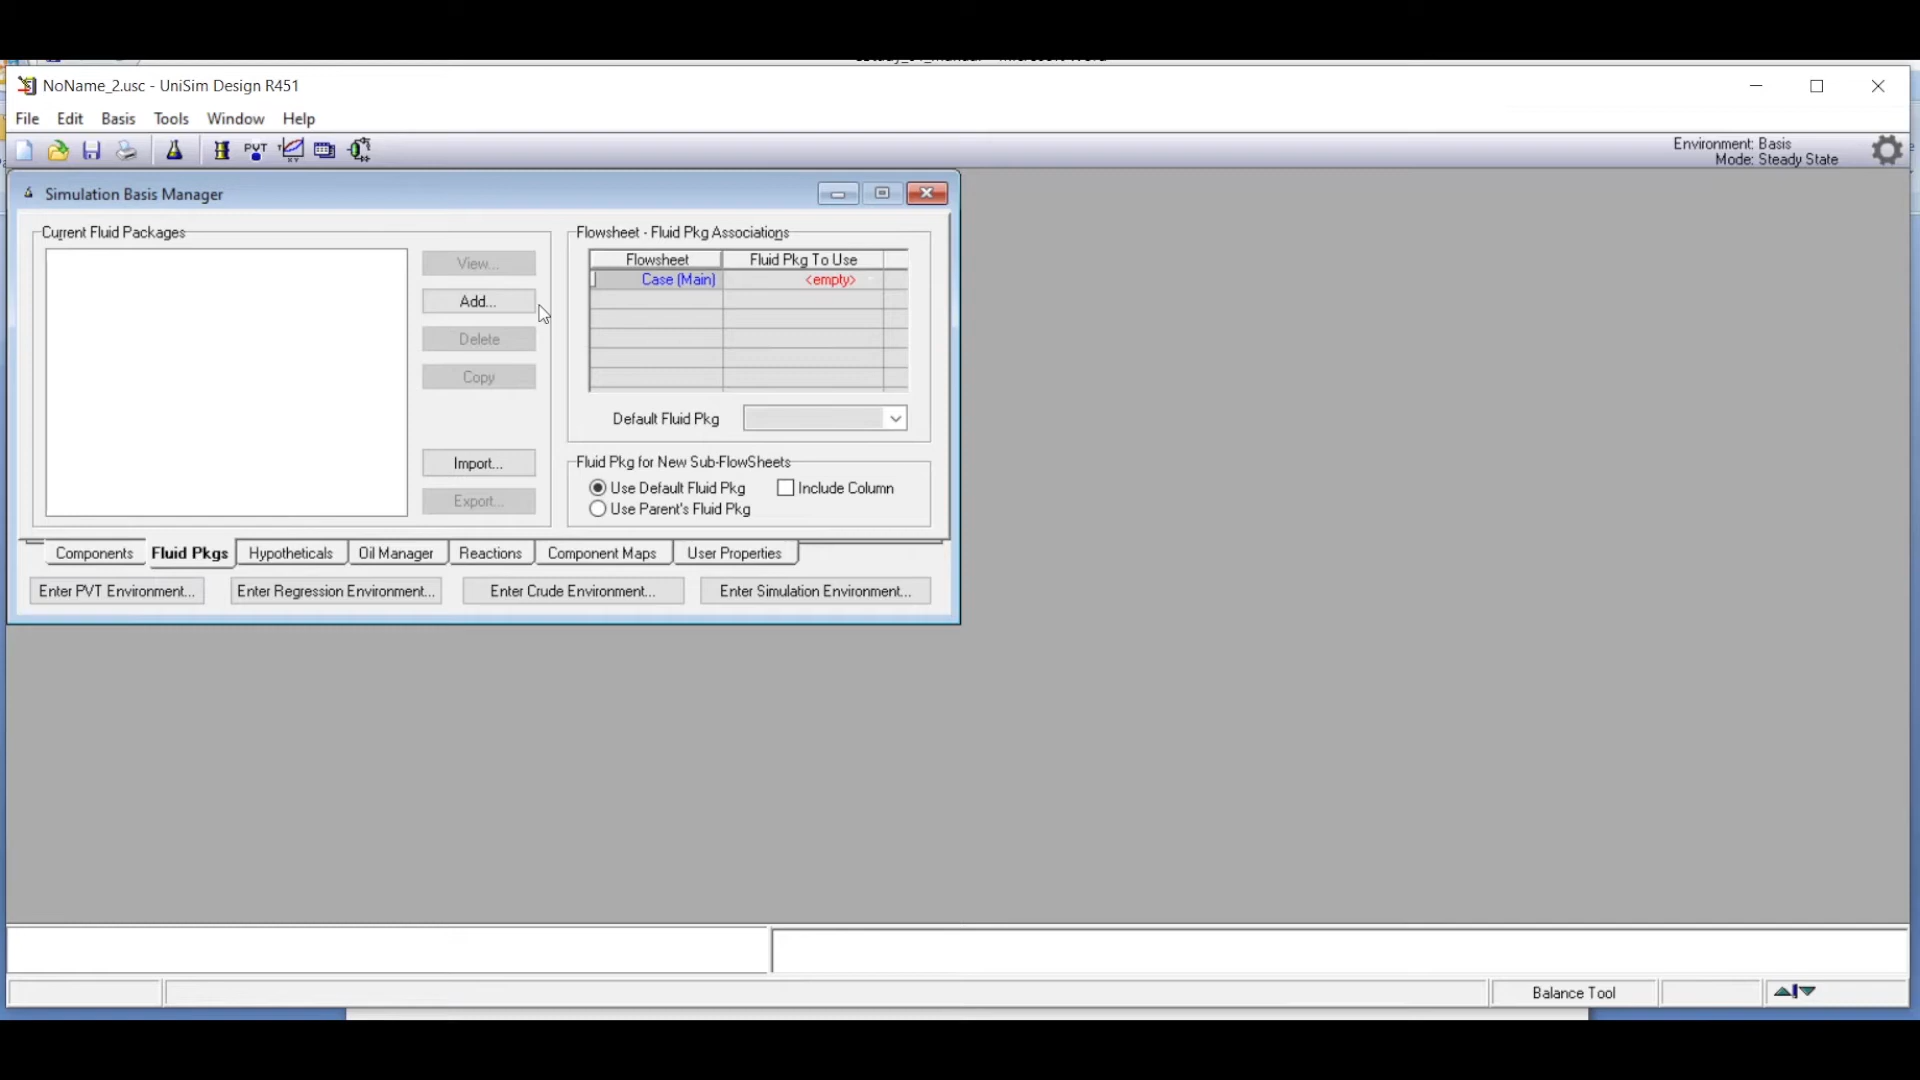 NoName_2.usc - UniSim Design R451
File Edit Basis Tools Window Help
PVT
Environment: Basis
Mode: Steady State
Simulation Basis Manager
Current Fluid Packages
View...
Add...
Delete
Copy
Import...
Export...
Flowsheet - Fluid Pkg Associations
Flowsheet Fluid Pkg To Use
Case (Main) <empty>
Default Fluid Pkg
Fluid Pkg for New Sub-FlowSheets
Use Default Fluid Pkg Include Column
Use Parent's Fluid Pkg
Components Fluid Pkgs Hypotheticals Oil Manager Reactions Component Maps User Properties
Enter PVT Environment... Enter Regression Environment... Enter Crude Environment... Enter Simulation Environment...
Balance Tool